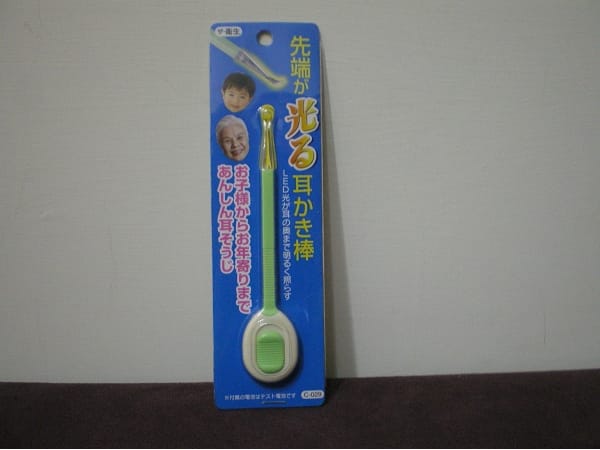 ザ・衛生
先端が
光る
耳かき棒
LED光が耳の奥まで明るく照らす
お子様からお年寄りまで
あんしん耳そうじ
※付属の電池はテスト電池です
C-029